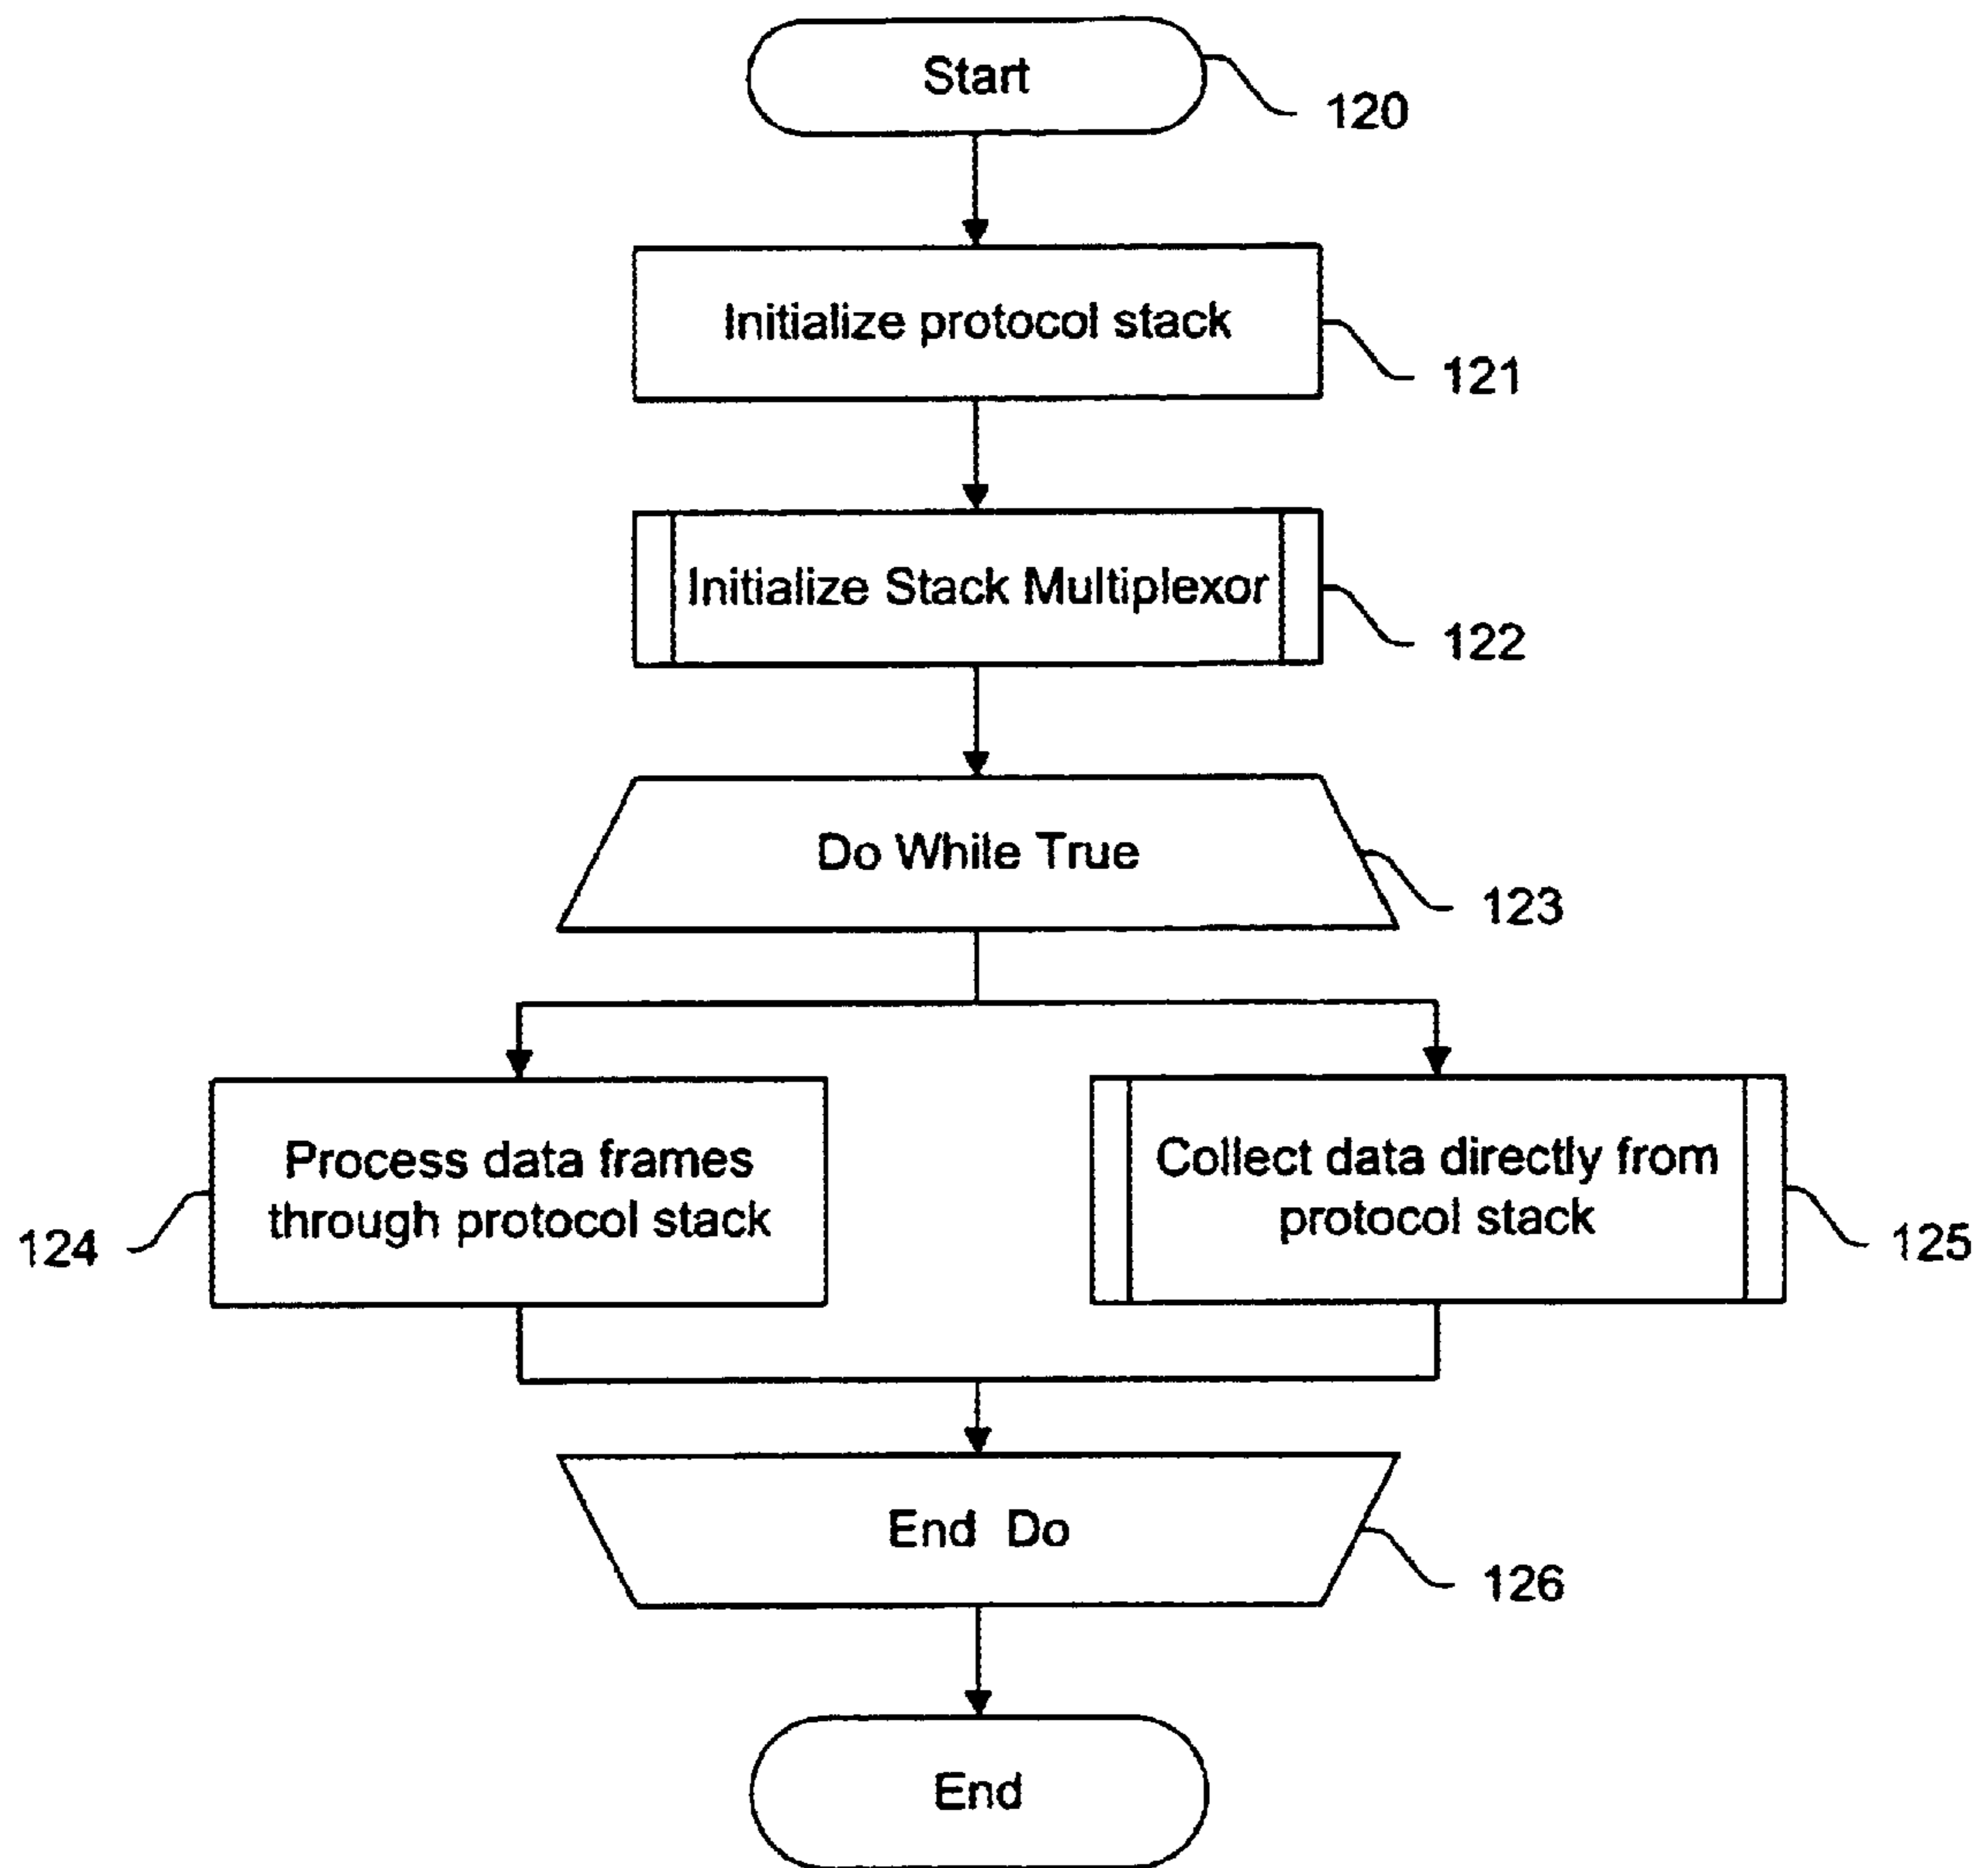 Start
120
Initialize protocol stack
121
Initialize Stack Multiplexor
122
Do While True
123
Process data frames
through protocol stack
124
Collect data directly from
protocol stack
125
End Do
126
End